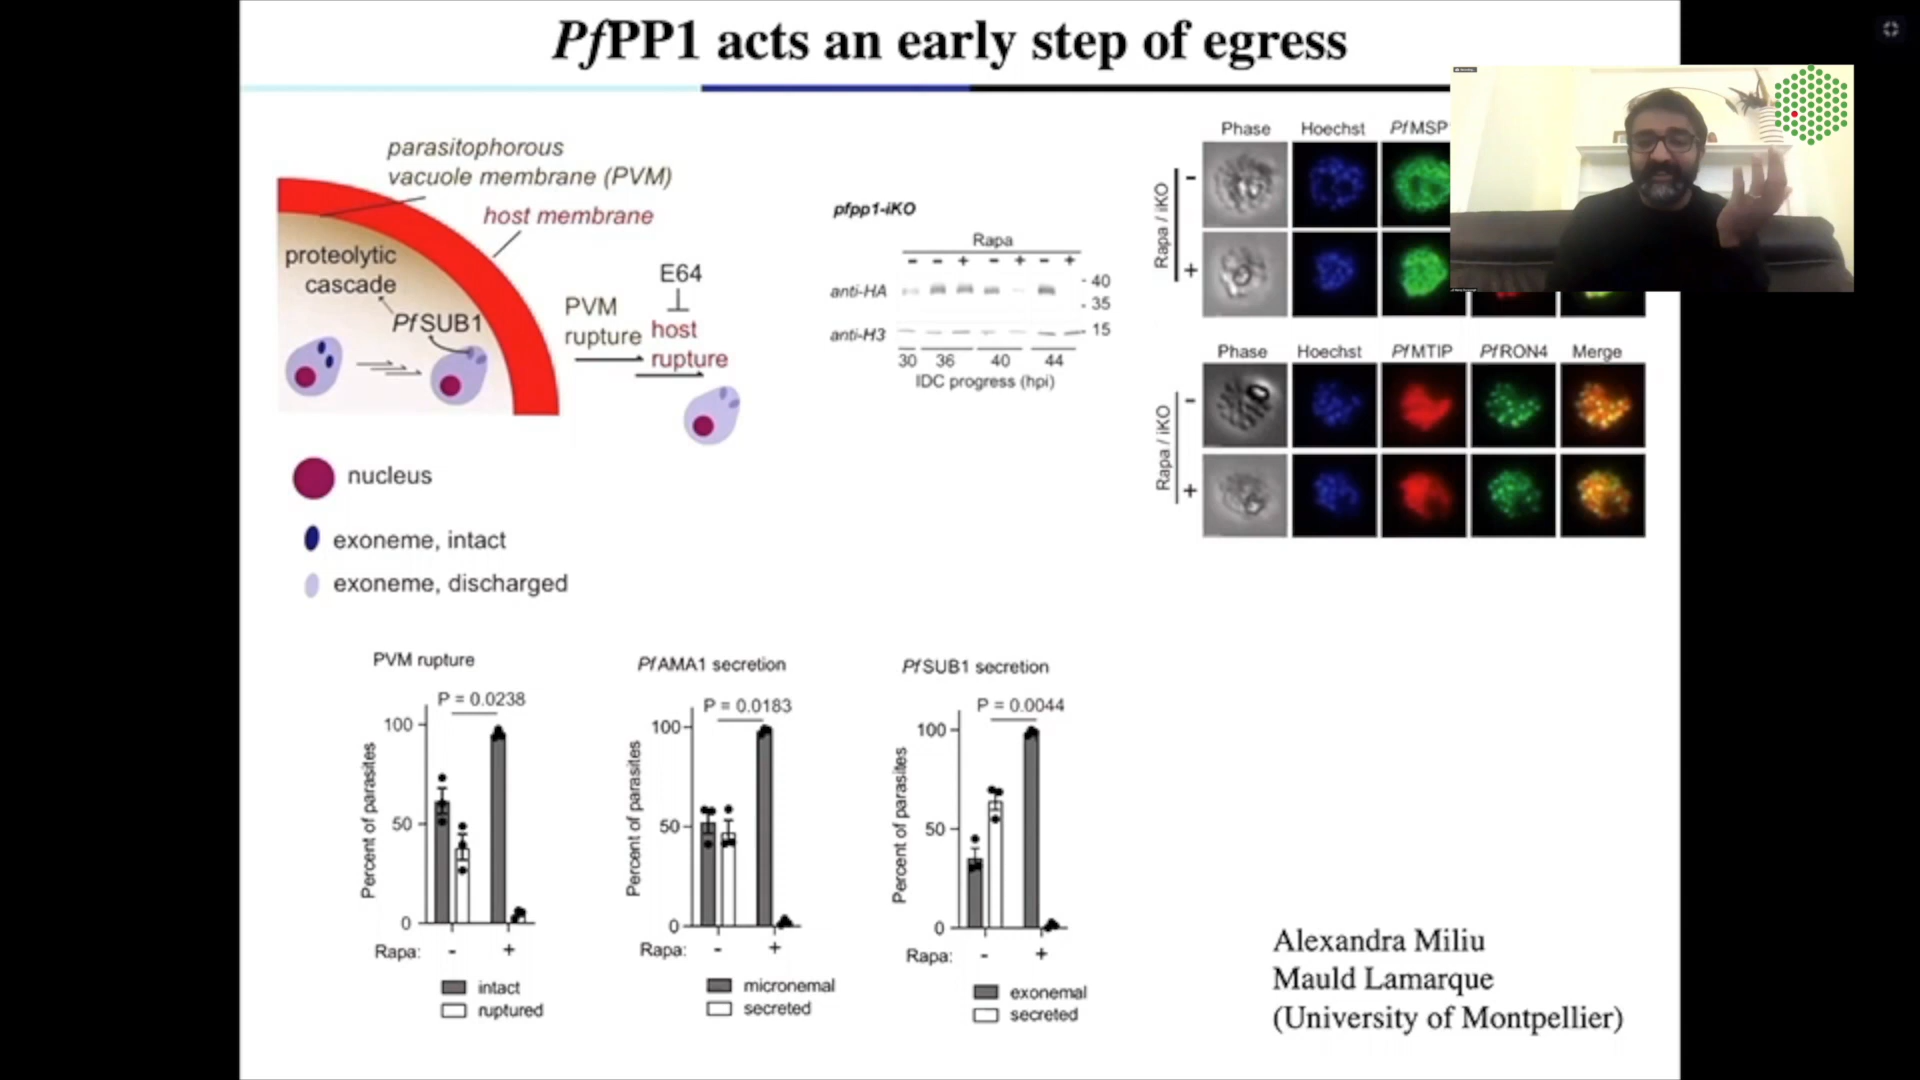 PfPP1 acts an early step of egress
parasitophorous
vacuole membrane (PVM)
host membrane
proteolytic
cascade
PfSUB1
PVM
rupture
E64
host
rupture
nucleus
exoneme, intact
exoneme, discharged
pfpp1-iKO
Rapa
- - + - + - +
anti-HA
- 40
- 35
anti-H3
15
30 36 40 44
IDC progress (hpi)
Phase Hoechst PfMSP
Rapa / iKO
-
+
Phase Hoechst PfMTIP PfRON4 Merge
Rapa / iKO
-
+
PVM rupture
P = 0.0238
Percent of parasites
100
50
0
Rapa: - +
intact
ruptured
PfAMA1 secretion
P = 0.0183
Percent of parasites
100
50
0
Rapa: - +
micronemal
secreted
PfSUB1 secretion
P = 0.0044
Percent of parasites
100
50
0
Rapa: - +
exonemal
secreted
Alexandra Miliu
Mauld Lamarque
(University of Montpellier)